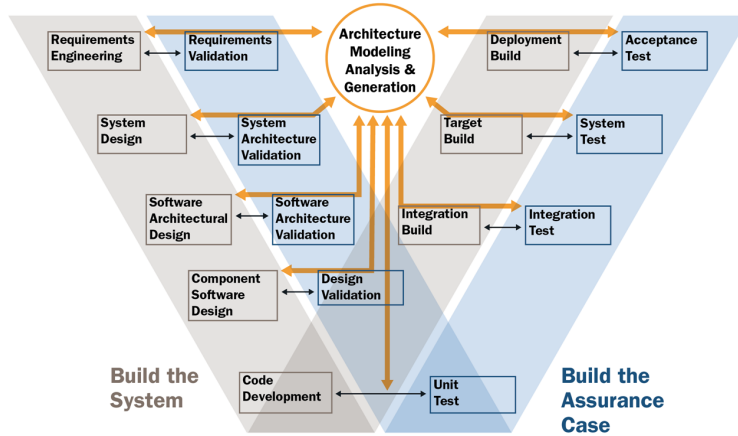 Architecture
Modeling
Analysis &
Generation
Requirements
Engineering
Requirements
Validation
Deployment
Build
Acceptance
Test
System
Design
System
Architecture
Validation
Target
Build
System
Test
Software
Architectural
Design
Software
Architecture
Validation
Integration
Build
Integration
Test
Component
Software
Design
Design
Validation
Build the
System
Code
Development
Unit
Test
Build the
Assurance
Case